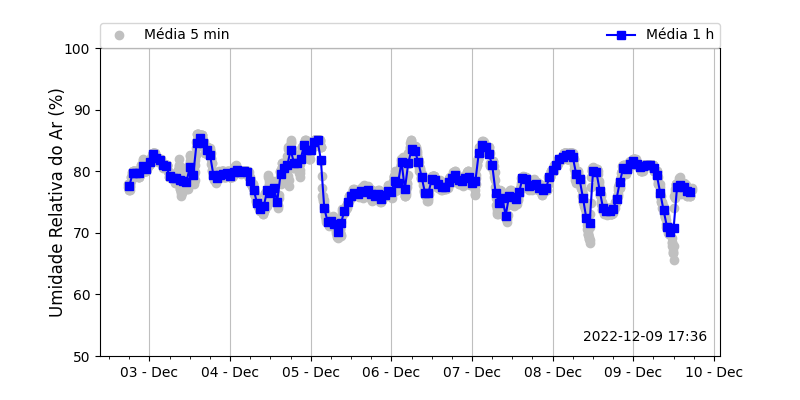 Média 5 min Média 1 h
100
90
80
70
60
50
Umidade Relativa do Ar (%)
2022-12-09 17:36
03 - Dec 04 - Dec 05 - Dec 06 - Dec 07 - Dec 08 - Dec 09 - Dec 10 - Dec